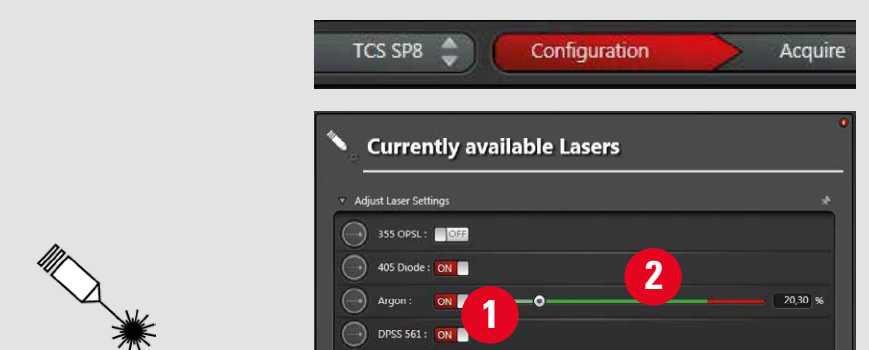 TCS SP8 Configuration Acquire
Currently available Lasers
Adjust Laser Settings
355 OPSL : OFF
405 Diode : ON
2
Argon : ON 20,30 %
1
DPSS 561 : ON